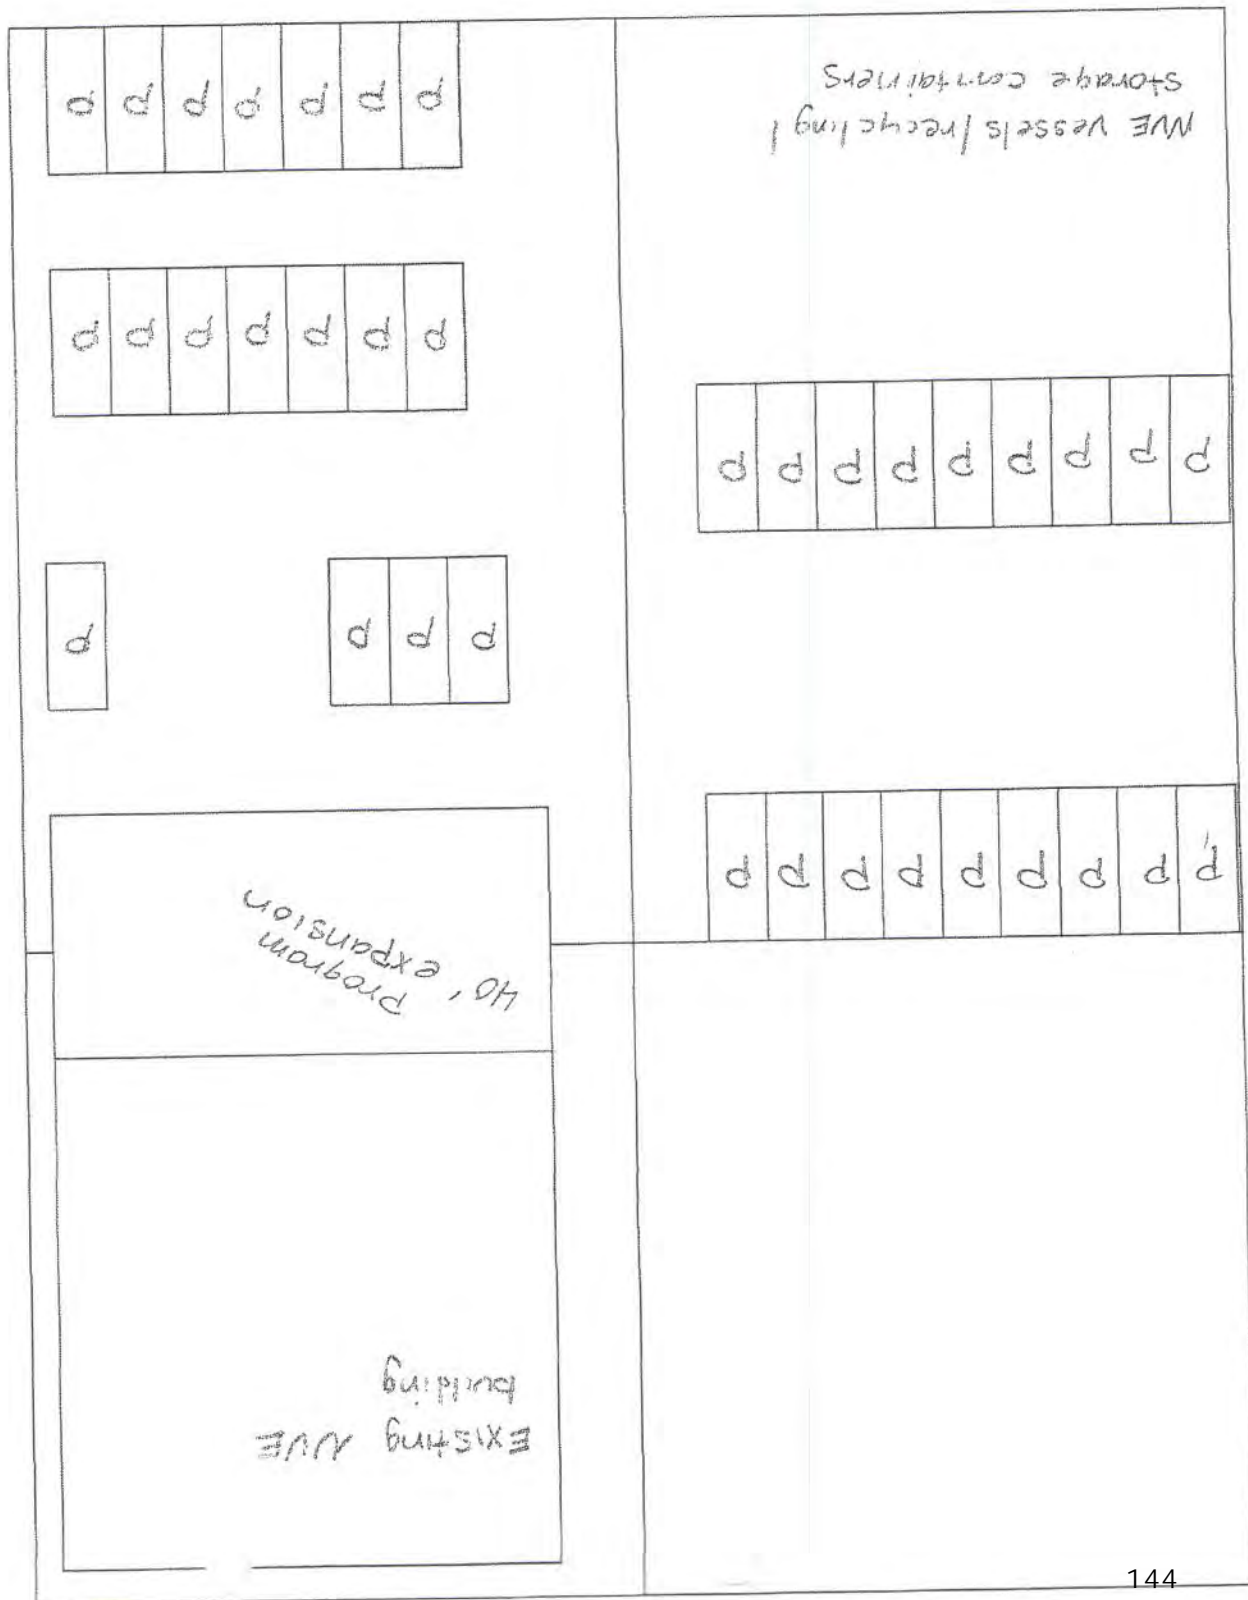 Existing NVE
building
program
40' expansion
P P P P P P P P P
P P P
P
P P P P P P P P P
P P P P P P P
NVE vessels/recycling/
storage containers
P P P P P P P
144